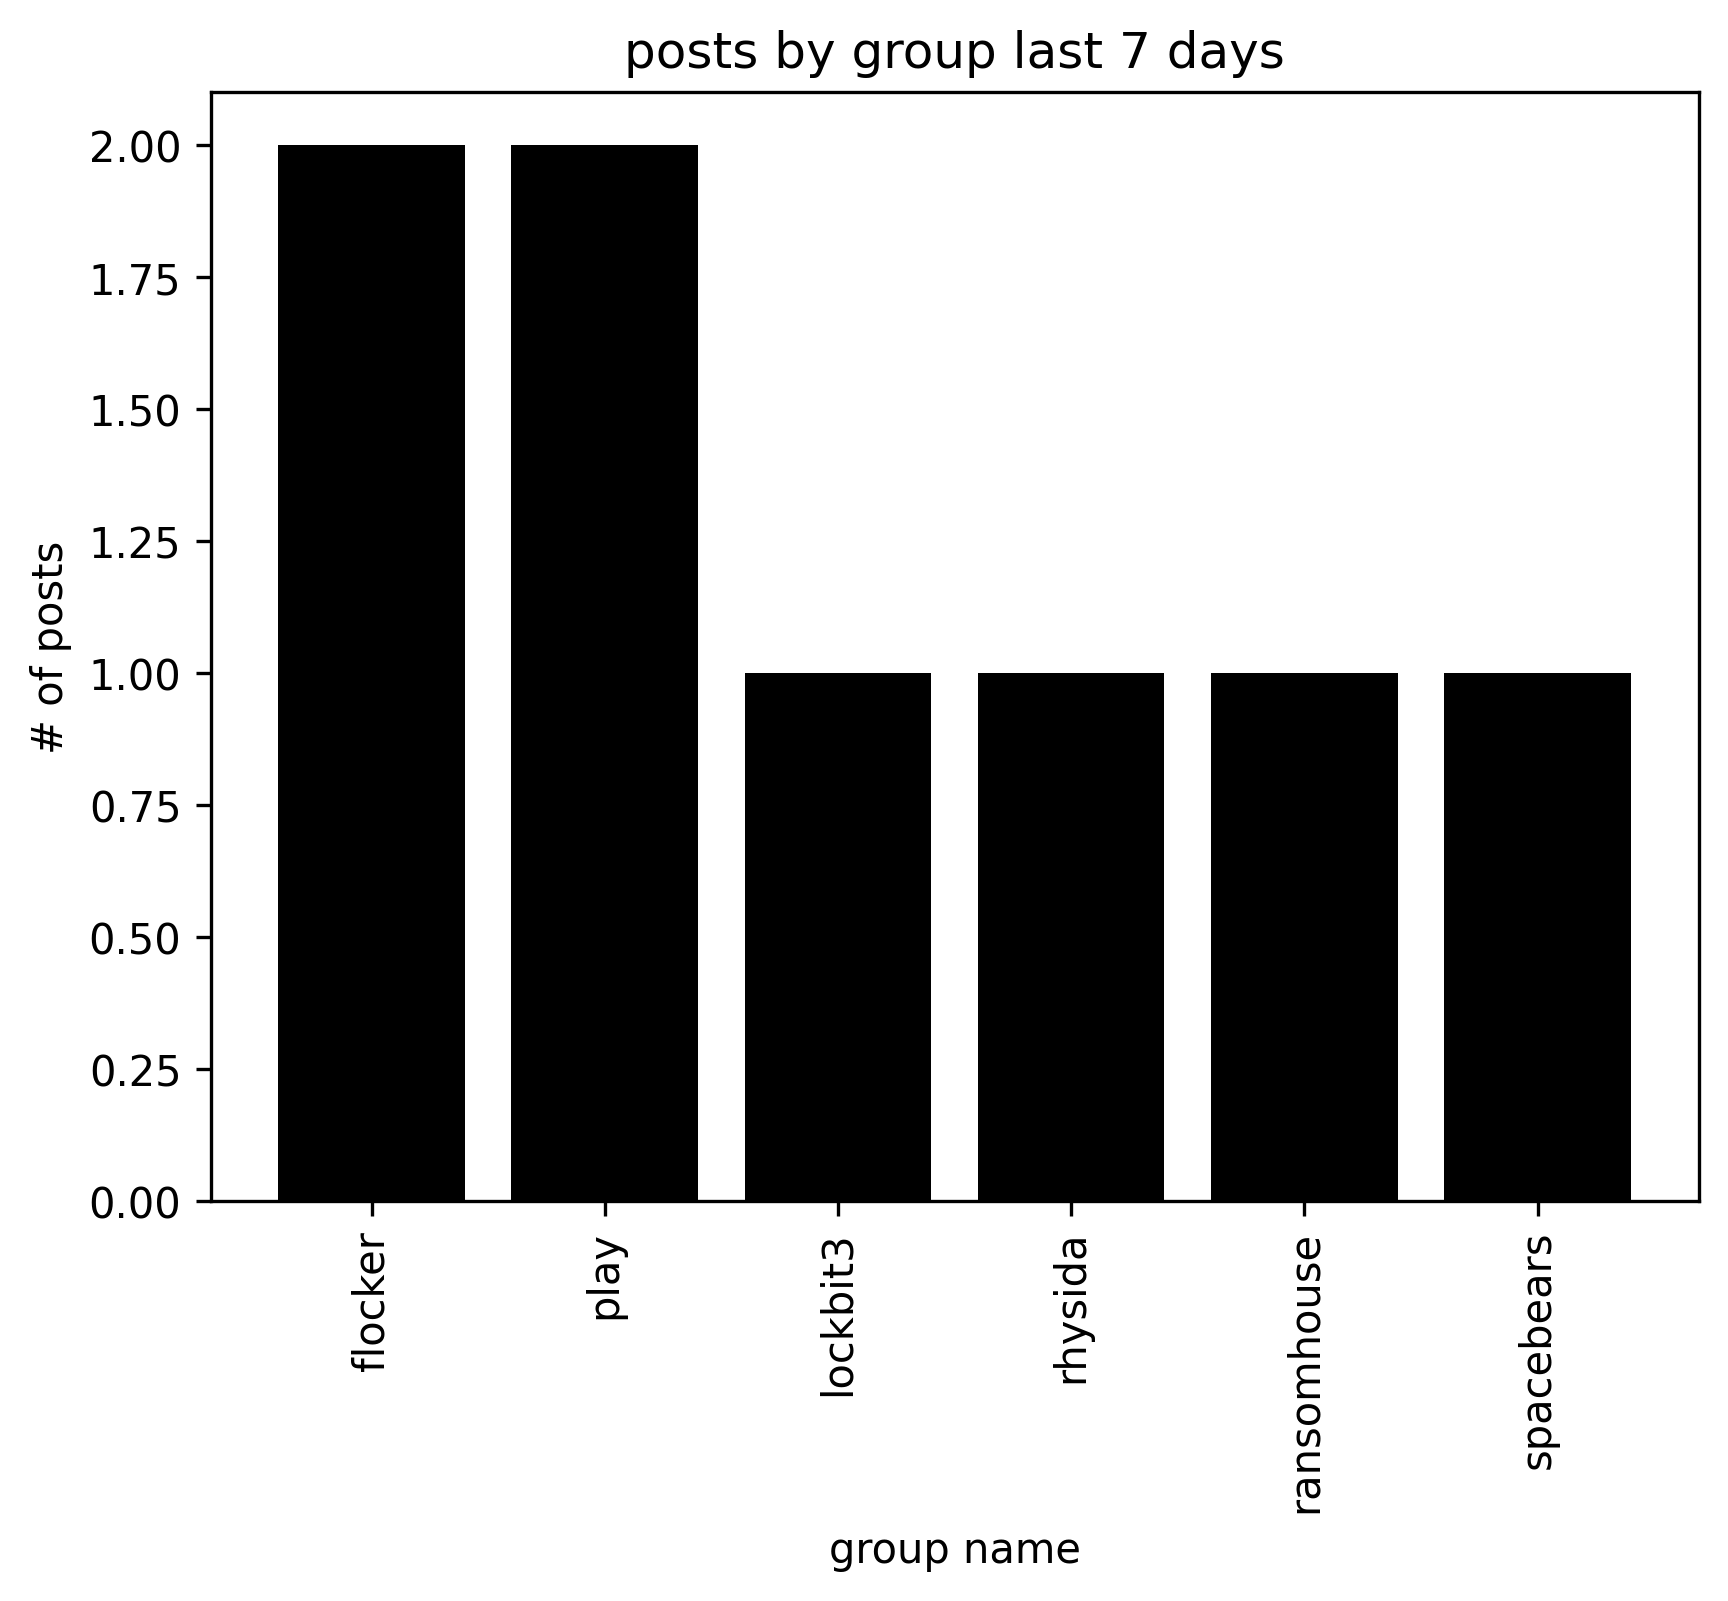 posts by group last 7 days
# of posts
2.00
1.75
1.50
1.25
1.00
0.75
0.50
0.25
0.00
flocker
play
lockbit3
rhysida
ransomhouse
spacebears
group name